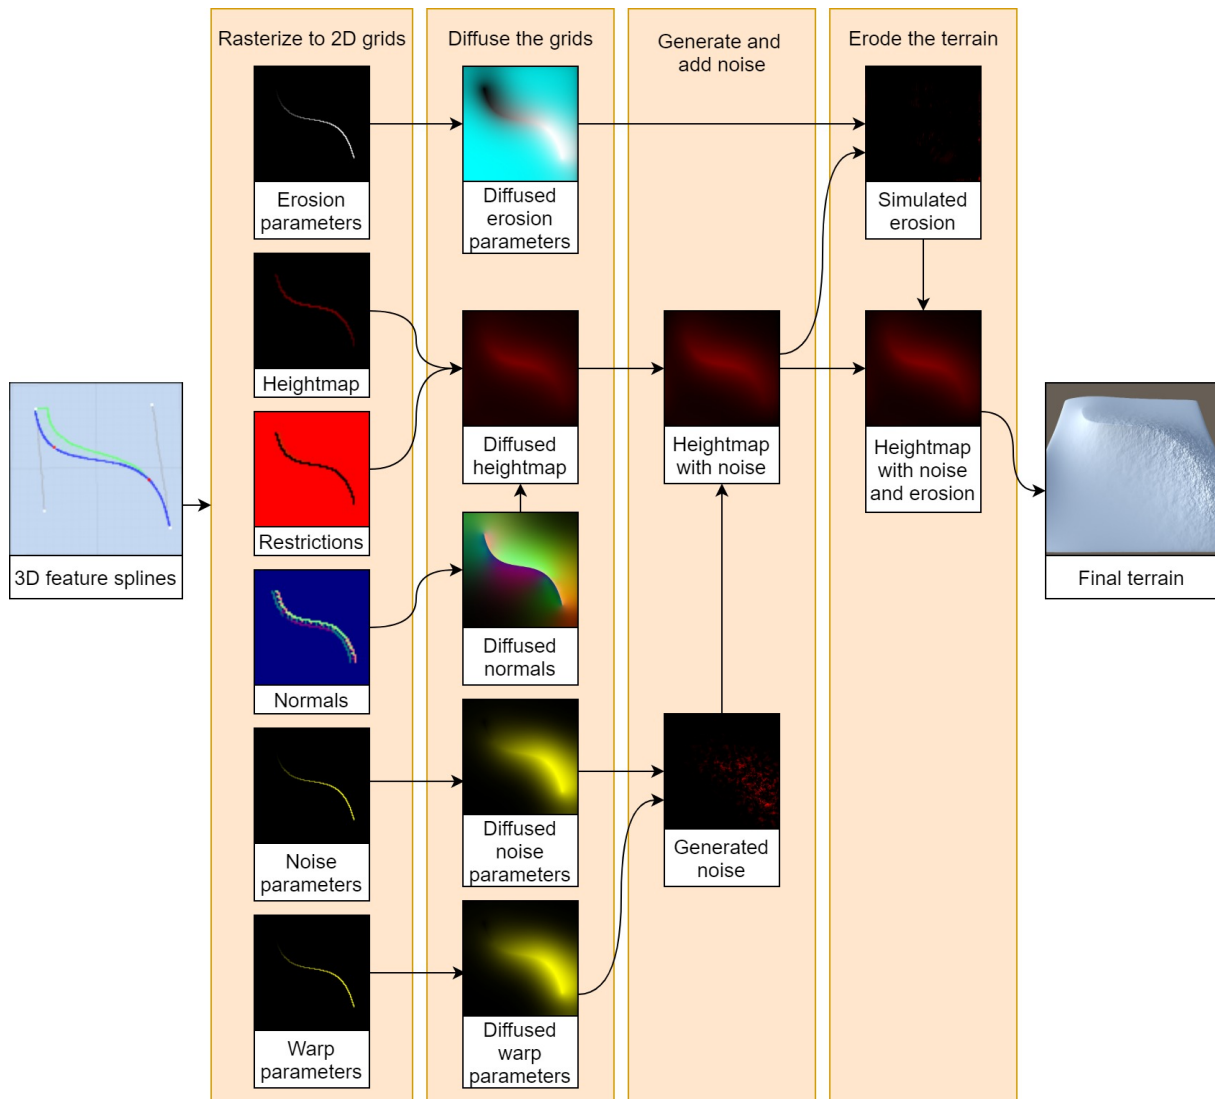 Rasterize to 2D grids
Diffuse the grids
Generate and
add noise
Erode the terrain
Erosion
parameters
Diffused
erosion
parameters
Simulated
erosion
Heightmap
Diffused
heightmap
Heightmap
with noise
Heightmap
with noise
and erosion
Restrictions
3D feature splines
Final terrain
Normals
Diffused
normals
Noise
parameters
Diffused
noise
parameters
Generated
noise
Warp
parameters
Diffused
warp
parameters